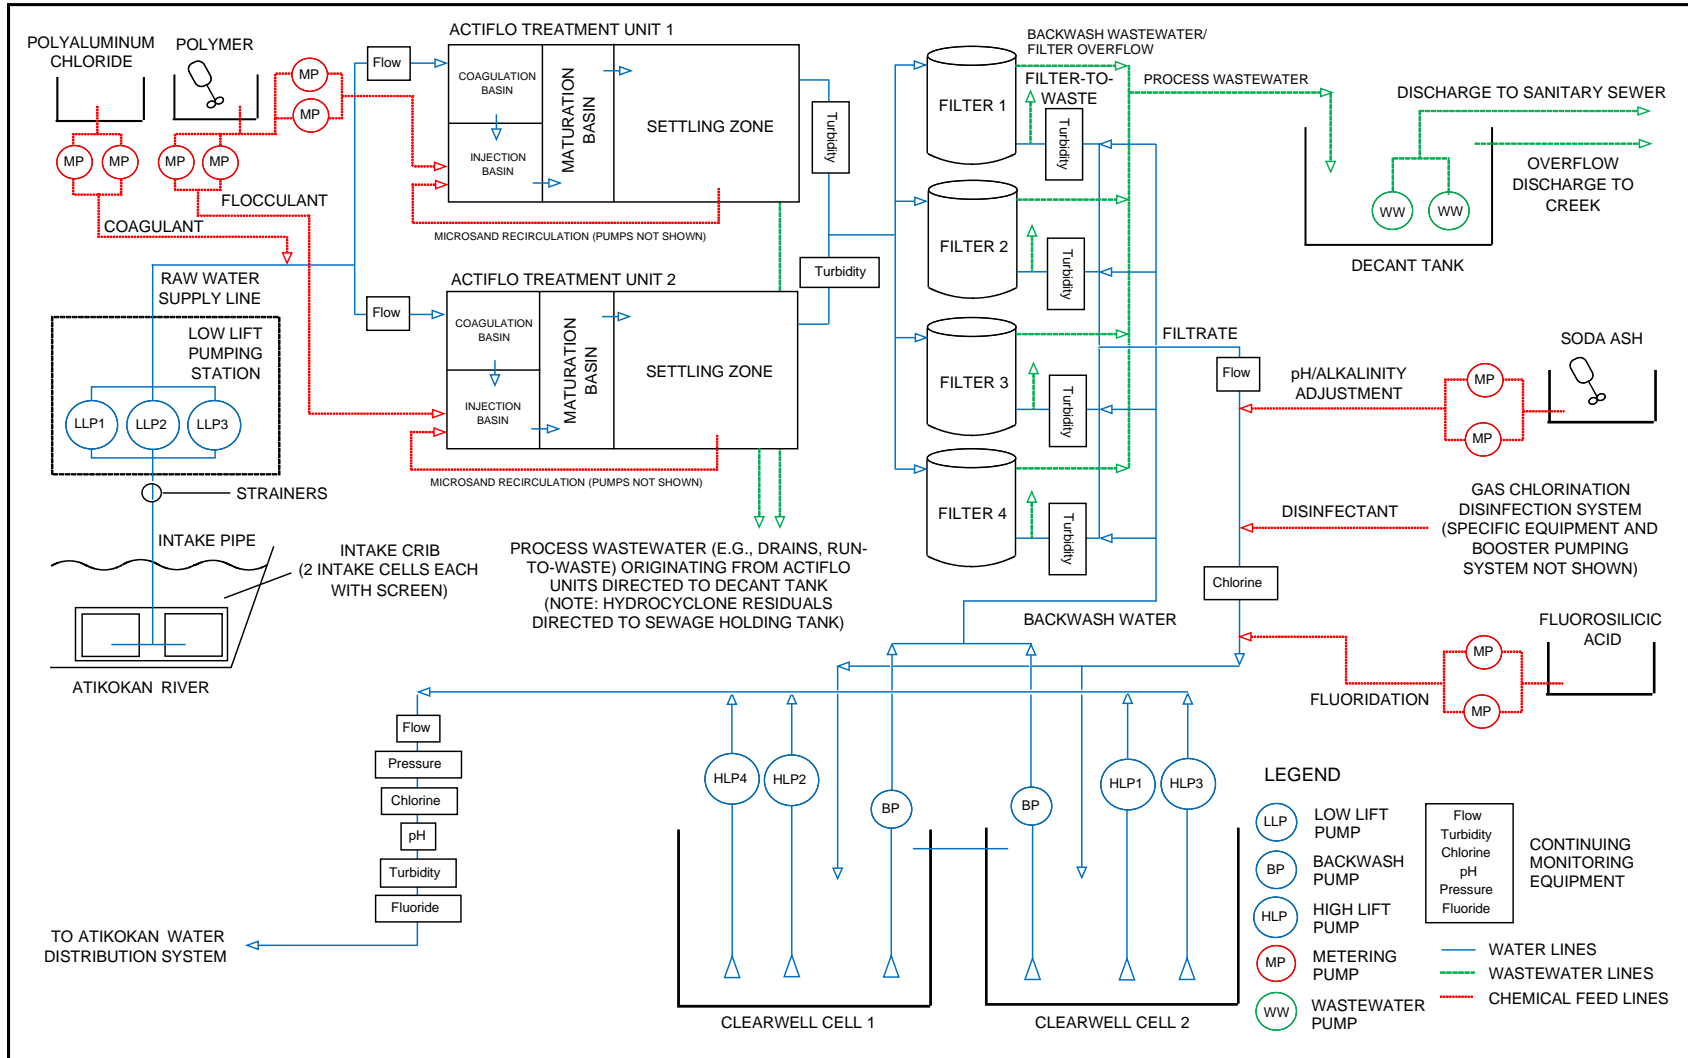 POLYALUMINUM
CHLORIDE
POLYMER
MP
MP
MP
MP
MP
MP
FLOCCULANT
COAGULANT
RAW WATER
SUPPLY LINE
LOW LIFT
PUMPING
STATION
LLP1
LLP2
LLP3
STRAINERS
INTAKE PIPE
INTAKE CRIB
(2 INTAKE CELLS EACH
WITH SCREEN)
ATIKOKAN RIVER
ACTIFLO TREATMENT UNIT 1
Flow
COAGULATION
BASIN
INJECTION
BASIN
MATURATION
BASIN
SETTLING ZONE
MICROSAND RECIRCULATION (PUMPS NOT SHOWN)
Turbidity
ACTIFLO TREATMENT UNIT 2
Flow
COAGULATION
BASIN
INJECTION
BASIN
MATURATION
BASIN
SETTLING ZONE
MICROSAND RECIRCULATION (PUMPS NOT SHOWN)
Turbidity
PROCESS WASTEWATER (E.G., DRAINS, RUN-
TO-WASTE) ORIGINATING FROM ACTIFLO
UNITS DIRECTED TO DECANT TANK
(NOTE: HYDROCYCLONE RESIDUALS
DIRECTED TO SEWAGE HOLDING TANK)
BACKWASH WASTEWATER/
FILTER OVERFLOW
FILTER-TO-
WASTE
FILTER 1
Turbidity
FILTER 2
Turbidity
FILTER 3
Turbidity
FILTER 4
Turbidity
PROCESS WASTEWATER
DISCHARGE TO SANITARY SEWER
OVERFLOW
DISCHARGE TO
CREEK
WW
WW
DECANT TANK
FILTRATE
Flow
pH/ALKALINITY
ADJUSTMENT
MP
MP
SODA ASH
DISINFECTANT
GAS CHLORINATION
DISINFECTION SYSTEM
(SPECIFIC EQUIPMENT AND
BOOSTER PUMPING
SYSTEM NOT SHOWN)
Chlorine
FLUOROSILICIC
ACID
MP
MP
FLUORIDATION
BACKWASH WATER
Flow
Pressure
Chlorine
pH
Turbidity
Fluoride
TO ATIKOKAN WATER
DISTRIBUTION SYSTEM
HLP4
HLP2
BP
BP
HLP1
HLP3
CLEARWELL CELL 1
CLEARWELL CELL 2
LEGEND
LLP
LOW LIFT
PUMP
BP
BACKWASH
PUMP
HLP
HIGH LIFT
PUMP
MP
METERING
PUMP
WW
WASTEWATER
PUMP
Flow
Turbidity
Chlorine
pH
Pressure
Fluoride
CONTINUING
MONITORING
EQUIPMENT
WATER LINES
WASTEWATER LINES
CHEMICAL FEED LINES